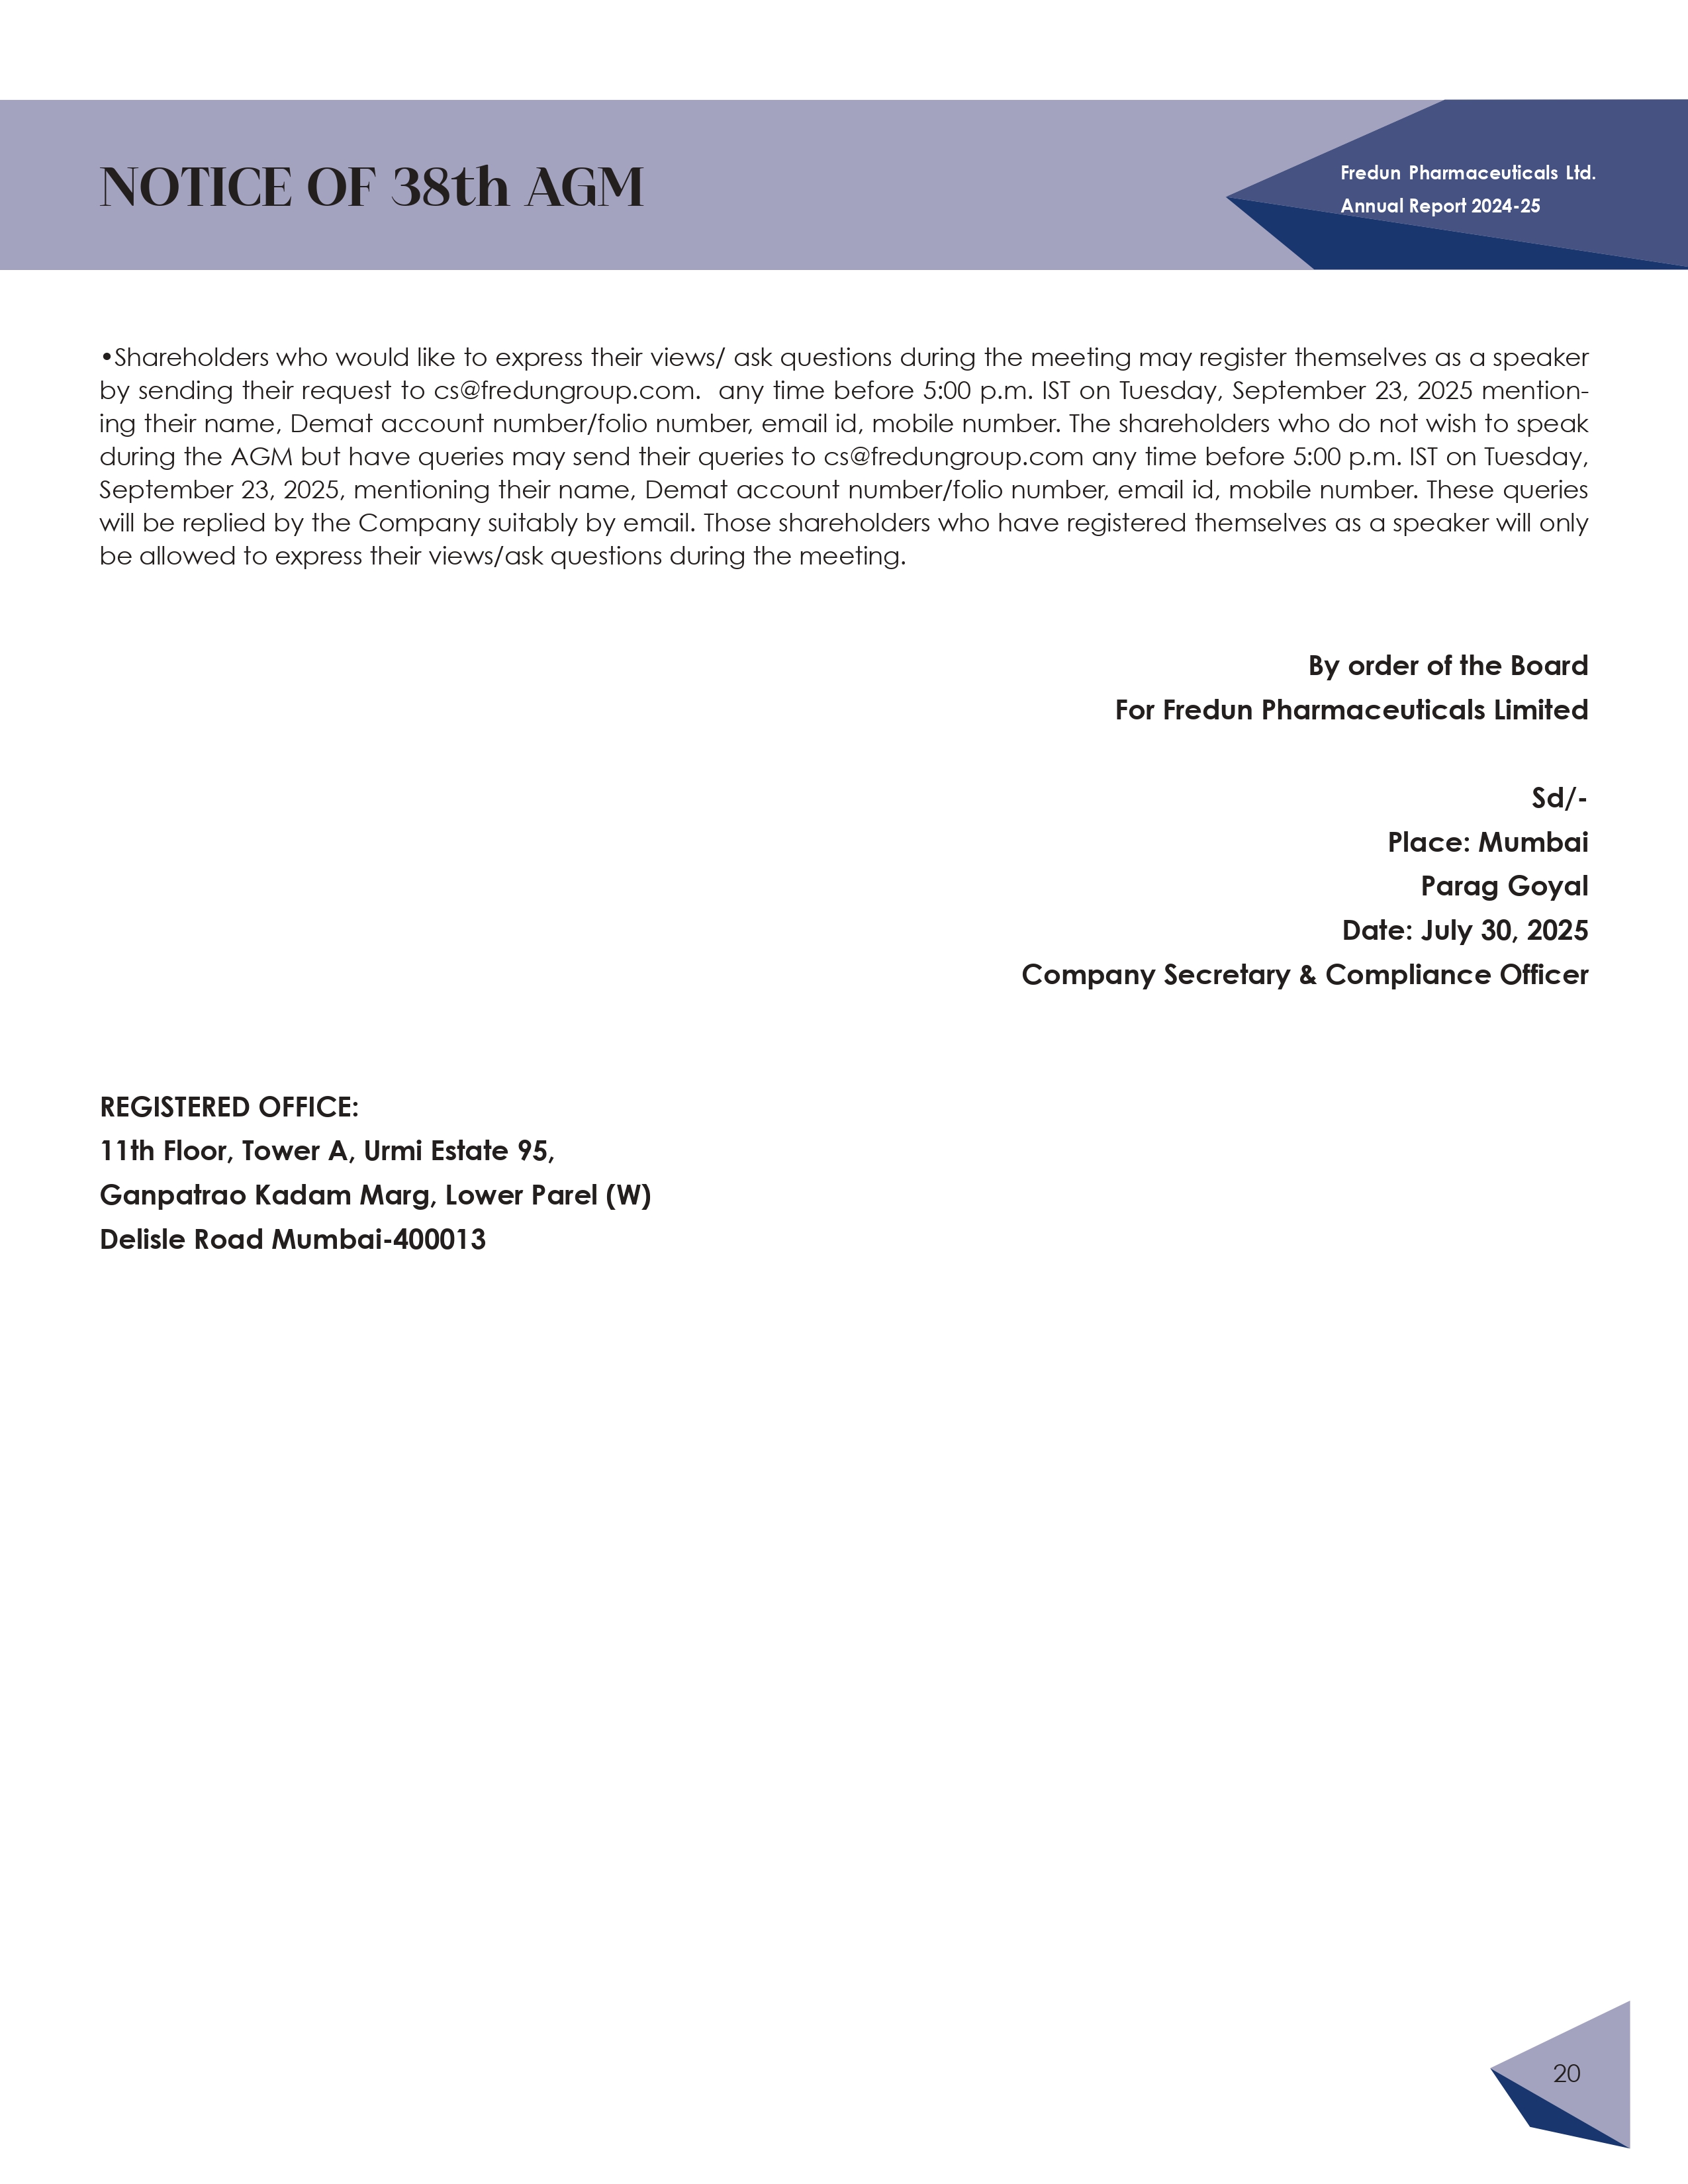 NOTICE OF 38th AGM
Fredun Pharmaceuticals Ltd.
Annual Report 2024-25
•Shareholders who would like to express their views/ ask questions during the meeting may register themselves as a speaker
by sending their request to cs@fredungroup.com.  any time before 5:00 p.m. IST on Tuesday, September 23, 2025 mention-
ing their name, Demat account number/folio number, email id, mobile number. The shareholders who do not wish to speak
during the AGM but have queries may send their queries to cs@fredungroup.com any time before 5:00 p.m. IST on Tuesday,
September 23, 2025, mentioning their name, Demat account number/folio number, email id, mobile number. These queries
will be replied by the Company suitably by email. Those shareholders who have registered themselves as a speaker will only
be allowed to express their views/ask questions during the meeting.
By order of the Board
For Fredun Pharmaceuticals Limited
Sd/-
Place: Mumbai
Parag Goyal
Date: July 30, 2025
Company Secretary & Compliance Officer
REGISTERED OFFICE:
11th Floor, Tower A, Urmi Estate 95,
Ganpatrao Kadam Marg, Lower Parel (W)
Delisle Road Mumbai-400013
20